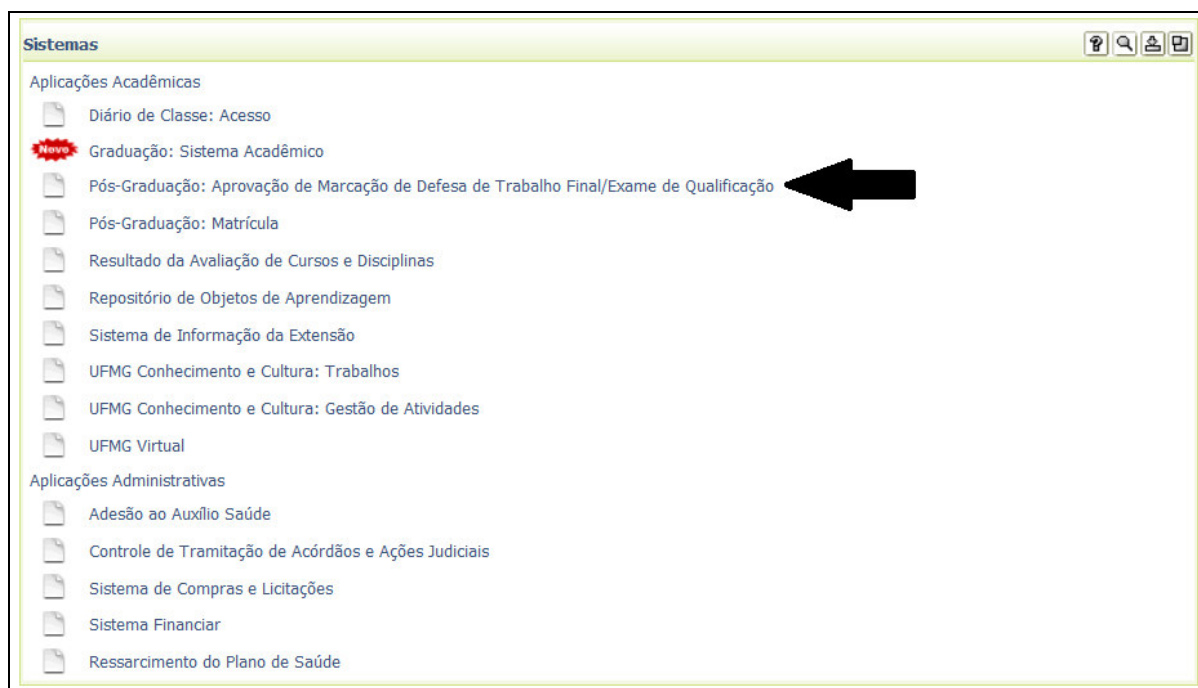 Sistemas
Aplicações Acadêmicas
Diário de Classe: Acesso
Novo Graduação: Sistema Acadêmico
Pós-Graduação: Aprovação de Marcação de Defesa de Trabalho Final/Exame de Qualificação
Pós-Graduação: Matrícula
Resultado da Avaliação de Cursos e Disciplinas
Repositório de Objetos de Aprendizagem
Sistema de Informação da Extensão
UFMG Conhecimento e Cultura: Trabalhos
UFMG Conhecimento e Cultura: Gestão de Atividades
UFMG Virtual
Aplicações Administrativas
Adesão ao Auxílio Saúde
Controle de Tramitação de Acórdãos e Ações Judiciais
Sistema de Compras e Licitações
Sistema Financiar
Ressarcimento do Plano de Saúde